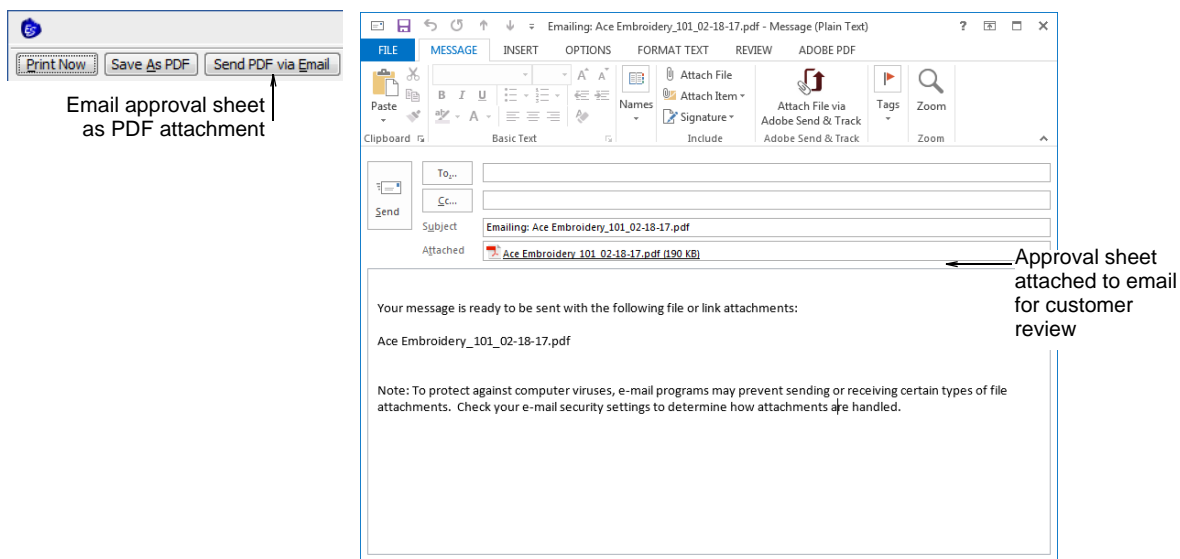 ES
Print Now Save As PDF Send PDF via Email
Email approval sheet
as PDF attachment
Emailing: Ace Embroidery_101_02-18-17.pdf - Message (Plain Text) ?
FILE MESSAGE INSERT OPTIONS FORMAT TEXT REVIEW ADOBE PDF
Paste
B I U
A A
aby A
Names
Attach File
Attach Item
Signature
Attach File via
Adobe Send & Track
Tags
Zoom
Clipboard Basic Text Include Adobe Send & Track Zoom
Send
To...
Cc...
Subject Emailing: Ace Embroidery_101_02-18-17.pdf
Attached Ace Embroidery_101_02-18-17.pdf (190 KB)
Your message is ready to be sent with the following file or link attachments:
Ace Embroidery_101_02-18-17.pdf
Note: To protect against computer viruses, e-mail programs may prevent sending or receiving certain types of file
attachments. Check your e-mail security settings to determine how attachments are handled.
Approval sheet
attached to email
for customer
review